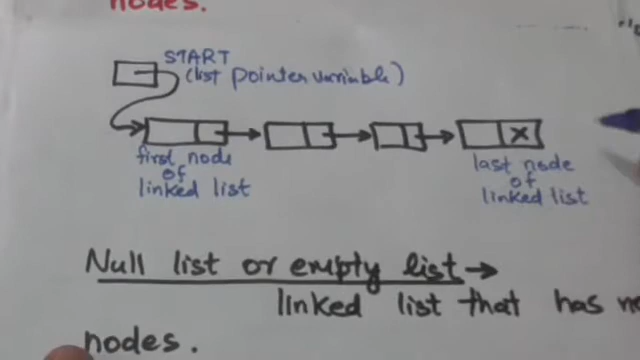 nodes.
START
(list pointer variable)
X
first node
of
linked list
last node
of
linked list
Null list or empty list →
linked list that has no
nodes.